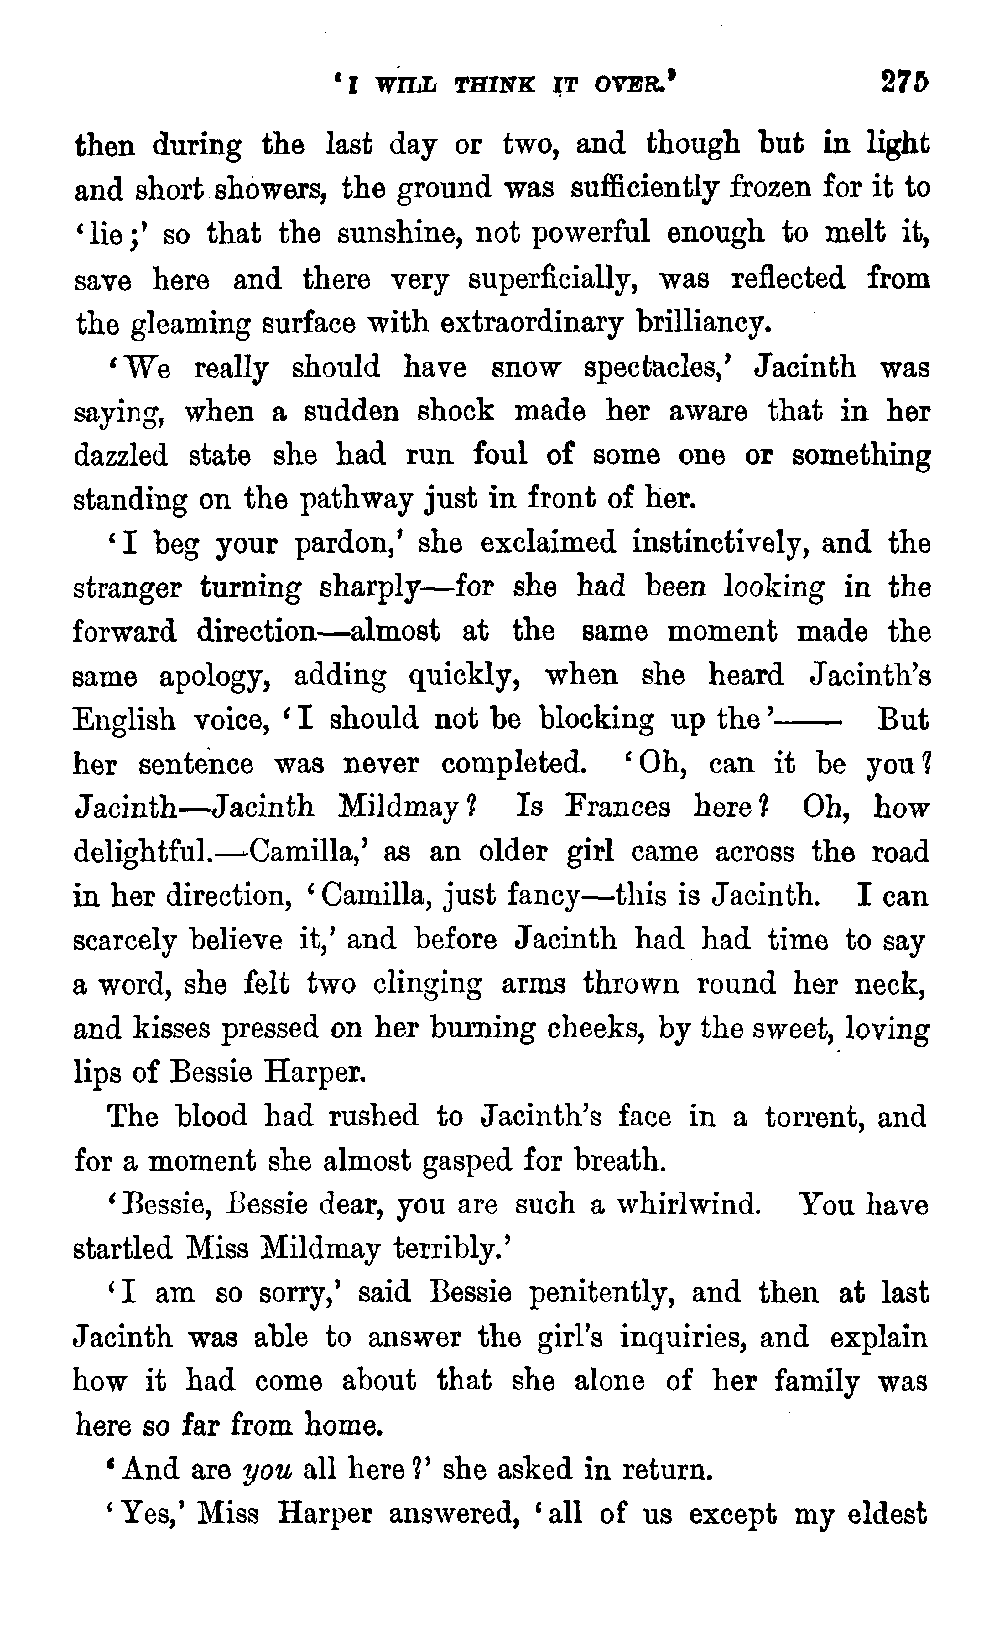 ‘I WILL THINK IT OVER.’ 275
then during the last day or two, and though but in light
and short showers, the ground was sufficiently frozen for it to
‘lie;’ so that the sunshine, not powerful enough to melt it,
save here and there very superficially, was reflected from
the gleaming surface with extraordinary brilliancy.
‘We really should have snow spectacles,’ Jacinth was
saying, when a sudden shock made her aware that in her
dazzled state she had run foul of some one or something
standing on the pathway just in front of her.
‘I beg your pardon,’ she exclaimed instinctively, and the
stranger turning sharply—for she had been looking in the
forward direction—almost at the same moment made the
same apology, adding quickly, when she heard Jacinth’s
English voice, ‘I should not be blocking up the’—— But
her sentence was never completed. ‘Oh, can it be you?
Jacinth—Jacinth Mildmay? Is Frances here? Oh, how
delightful.—Camilla,’ as an older girl came across the road
in her direction, ‘Camilla, just fancy—this is Jacinth. I can
scarcely believe it,’ and before Jacinth had had time to say
a word, she felt two clinging arms thrown round her neck,
and kisses pressed on her burning cheeks, by the sweet, loving
lips of Bessie Harper.
The blood had rushed to Jacinth’s face in a torrent, and
for a moment she almost gasped for breath.
‘Bessie, Bessie dear, you are such a whirlwind. You have
startled Miss Mildmay terribly.’
‘I am so sorry,’ said Bessie penitently, and then at last
Jacinth was able to answer the girl’s inquiries, and explain
how it had come about that she alone of her family was
here so far from home.
‘And are you all here?’ she asked in return.
‘Yes,’ Miss Harper answered, ‘all of us except my eldest